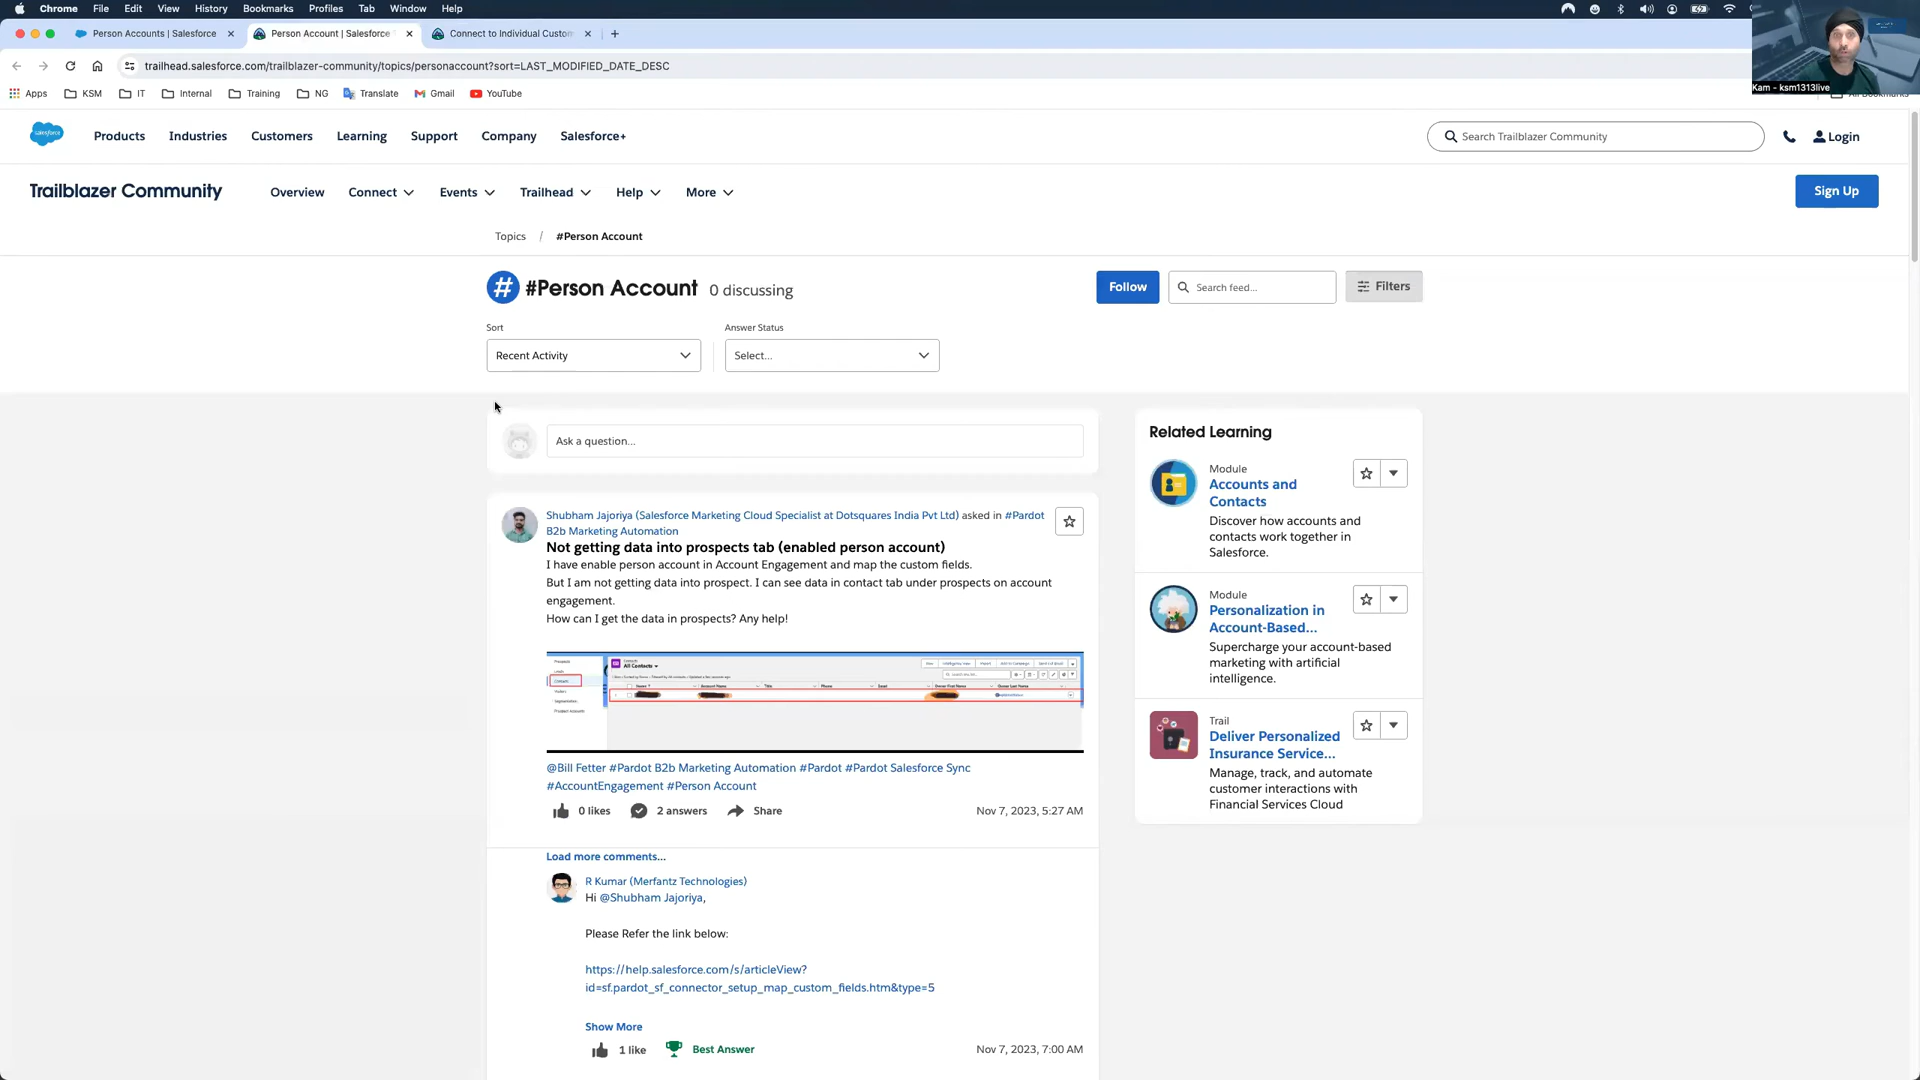 Chrome File Edit View History Bookmarks Profiles Tab Window Help
Person Accounts | Salesforce
Person Account | Salesforce
Connect to Individual Custom
trailhead.salesforce.com/trailblazer-community/topics/personaccount?sort=LAST_MODIFIED_DATE_DESC
Kam - ksm1313live
Apps KSM IT Internal Training NG Translate Gmail YouTube
All Bookmarks
salesforce
Products Industries Customers Learning Support Company Salesforce+
Search Trailblazer Community
Login
Trailblazer Community
Overview Connect Events Trailhead Help More
Sign Up
Topics / #Person Account
# #Person Account 0 discussing
Follow
Search feed...
Filters
Sort
Recent Activity
Answer Status
Select...
Ask a question...
Shubham Jajoriya (Salesforce Marketing Cloud Specialist at Dotsquares India Pvt Ltd) asked in #Pardot
B2b Marketing Automation
Not getting data into prospects tab (enabled person account)
I have enable person account in Account Engagement and map the custom fields.
But I am not getting data into prospect. I can see data in contact tab under prospects on account
engagement.
How can I get the data in prospects? Any help!
Contacts
All Contacts
@Bill Fetter #Pardot B2b Marketing Automation #Pardot #Pardot Salesforce Sync
#AccountEngagement #Person Account
0 likes 2 answers Share Nov 7, 2023, 5:27 AM
Load more comments...
R Kumar (Merfantz Technologies)
Hi @Shubham Jajoriya,
Please Refer the link below:
https://help.salesforce.com/s/articleView?
id=sf.pardot_sf_connector_setup_map_custom_fields.htm&type=5
Show More
1 like Best Answer Nov 7, 2023, 7:00 AM
Related Learning
Module
Accounts and
Contacts
Discover how accounts and
contacts work together in
Salesforce.
Module
Personalization in
Account-Based...
Supercharge your account-based
marketing with artificial
intelligence.
Trail
Deliver Personalized
Insurance Service...
Manage, track, and automate
customer interactions with
Financial Services Cloud